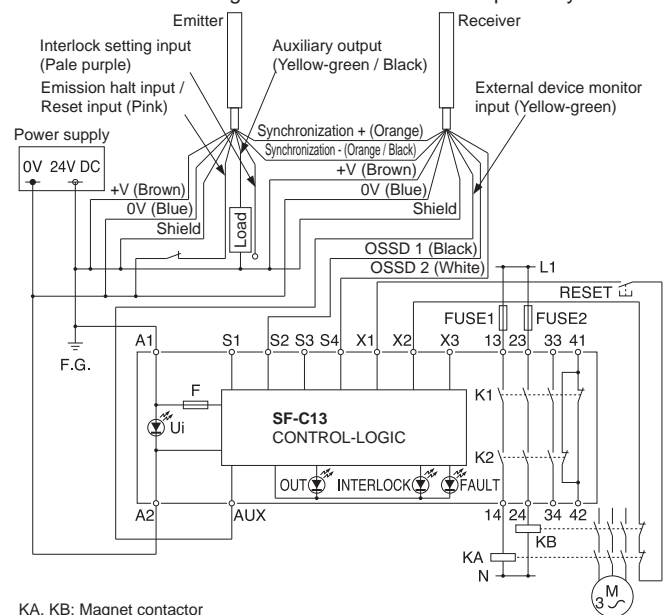 Emitter
Receiver
Interlock setting input
(Pale purple)
Auxiliary output
(Yellow-green / Black)
Emission halt input /
Reset input (Pink)
External device monitor
input (Yellow-green)
Power supply
0V 24V DC
Synchronization + (Orange)
Synchronization - (Orange / Black)
+V (Brown)
0V (Blue)
Shield
+V (Brown)
0V (Blue)
Shield
Load
OSSD 1 (Black)
OSSD 2 (White)
L1
RESET
FUSE1 FUSE2
F.G.
A1 S1 S2 S3 S4 X1 X2 X3 13 23 33 41
F
Ui
SF-C13
CONTROL-LOGIC
K1
K2
OUT INTERLOCK FAULT
A2 AUX 14 24 34 42
KB
KA
N
M
3
KA, KB: Magnet contactor